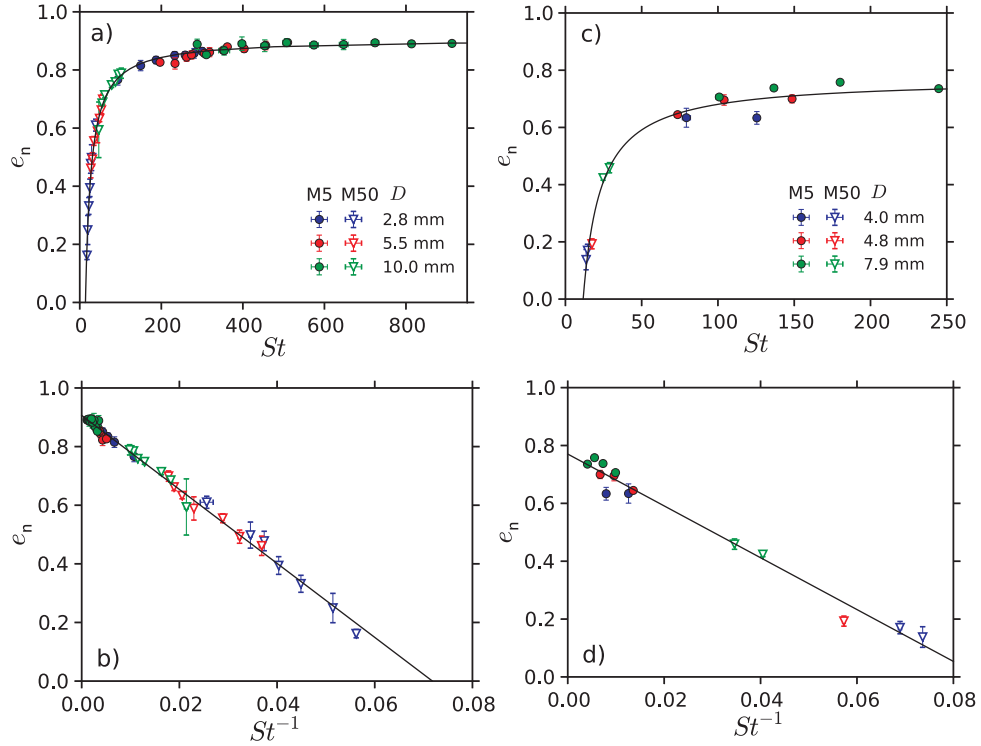 a)
1.0
0.8
0.6
0.4
0.2
0.0
e_n
M5 M50 D
2.8 mm
5.5 mm
10.0 mm
0 200 400 600 800
St
c)
1.0
0.8
0.6
0.4
0.2
0.0
e_n
M5 M50 D
4.0 mm
4.8 mm
7.9 mm
0 50 100 150 200 250
St
1.0
0.8
0.6
0.4
0.2
0.0
e_n
b)
0.00 0.02 0.04 0.06 0.08
St⁻¹
1.0
0.8
0.6
0.4
0.2
0.0
e_n
d)
0.00 0.02 0.04 0.06 0.08
St⁻¹